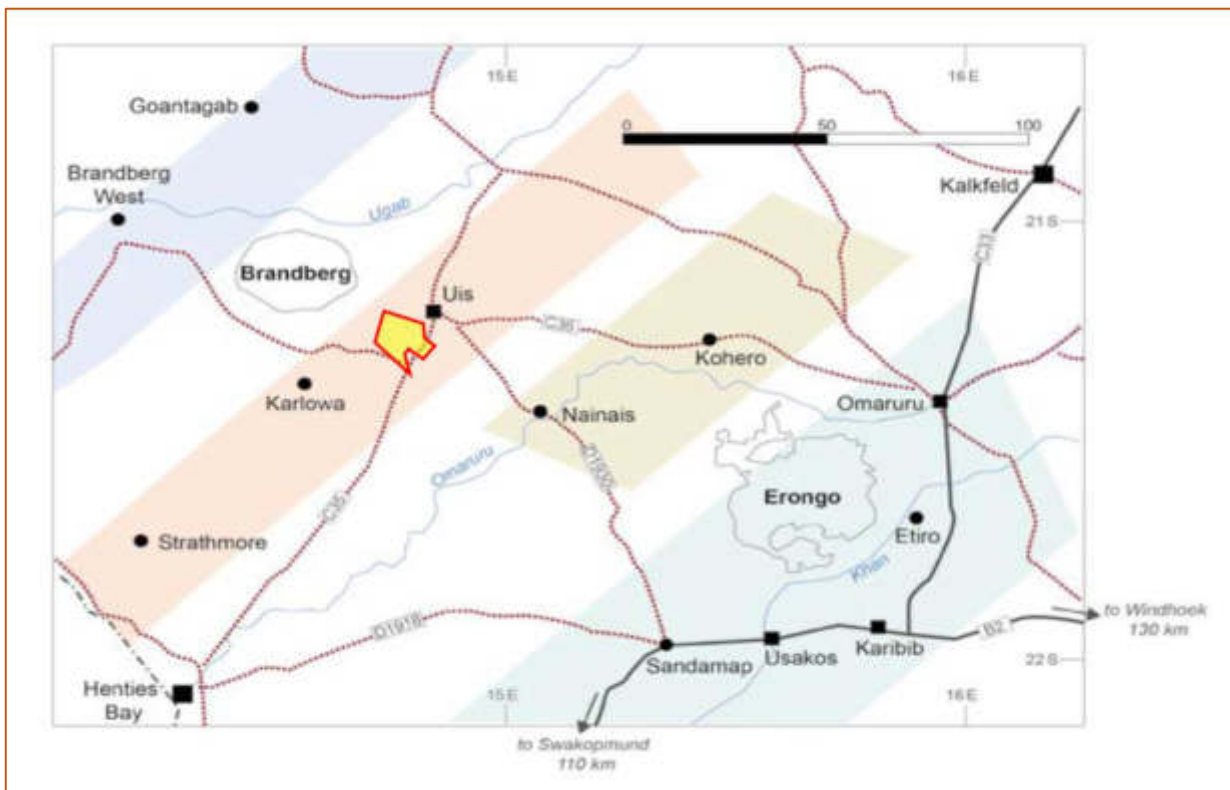 15 E
16 E
Goantagab
0
50
100
Brandberg
West
Kalkfeld
Ugab
21 S
C33
Brandberg
Uis
C36
Kohero
Karlowa
Omaruru
Nainais
Omaruru
D1930
Erongo
C35
Etiro
Strathmore
Khan
to Windhoek
130 km
D1918
B2
Karibib
Usakos
Sandamap
22 S
Henties
Bay
15 E
16 E
to Swakopmund
110 km